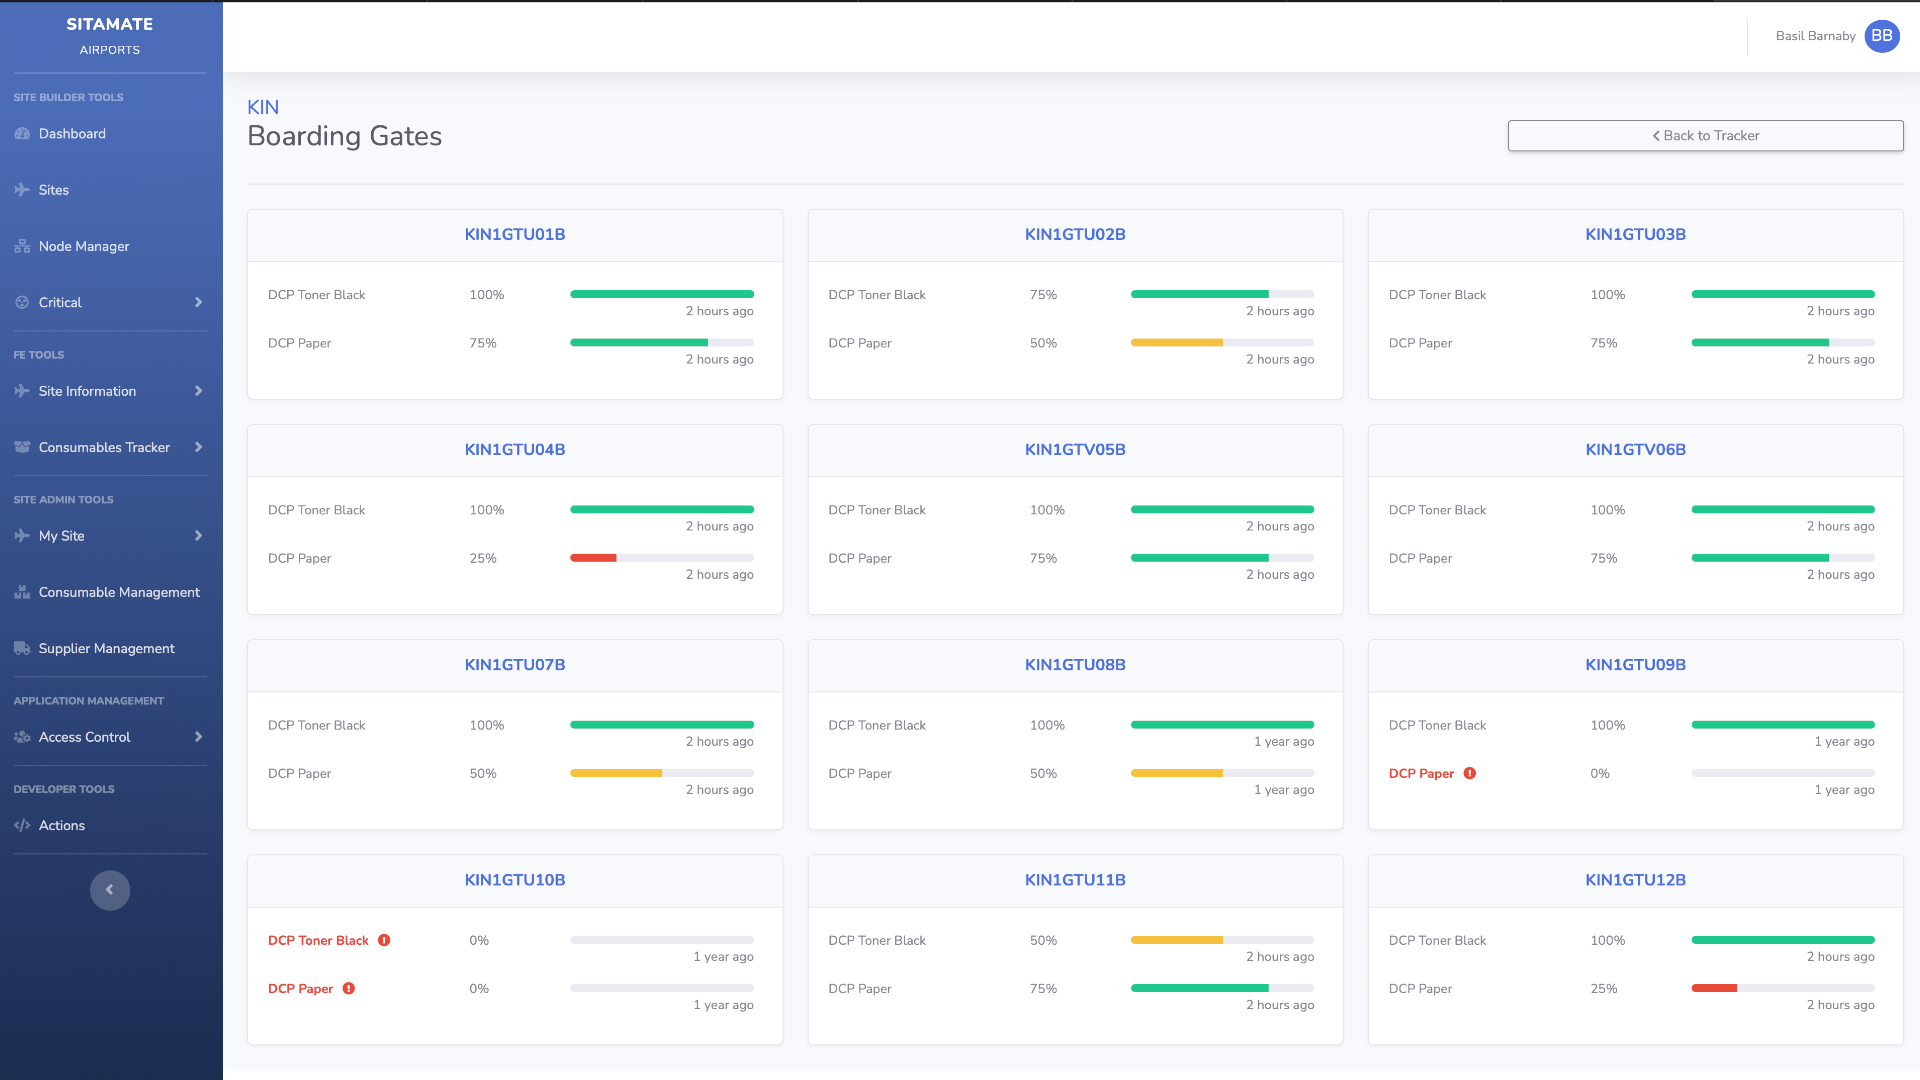 SITAMATE
AIRPORTS
SITE BUILDER TOOLS
Dashboard
Sites
Node Manager
Critical
FE TOOLS
Site Information
Consumables Tracker
SITE ADMIN TOOLS
My Site
Consumable Management
Supplier Management
APPLICATION MANAGEMENT
Access Control
DEVELOPER TOOLS
Actions
Basil Barnaby BB
KIN
Boarding Gates
Back to Tracker
KIN1GTU01B
DCP Toner Black 100%
2 hours ago
DCP Paper 75%
2 hours ago
KIN1GTU02B
DCP Toner Black 75%
2 hours ago
DCP Paper 50%
2 hours ago
KIN1GTU03B
DCP Toner Black 100%
2 hours ago
DCP Paper 75%
2 hours ago
KIN1GTU04B
DCP Toner Black 100%
2 hours ago
DCP Paper 25%
2 hours ago
KIN1GTV05B
DCP Toner Black 100%
2 hours ago
DCP Paper 75%
2 hours ago
KIN1GTV06B
DCP Toner Black 100%
2 hours ago
DCP Paper 75%
2 hours ago
KIN1GTU07B
DCP Toner Black 100%
2 hours ago
DCP Paper 50%
2 hours ago
KIN1GTU08B
DCP Toner Black 100%
1 year ago
DCP Paper 50%
1 year ago
KIN1GTU09B
DCP Toner Black 100%
1 year ago
DCP Paper 0%
1 year ago
KIN1GTU10B
DCP Toner Black 0%
1 year ago
DCP Paper 0%
1 year ago
KIN1GTU11B
DCP Toner Black 50%
2 hours ago
DCP Paper 75%
2 hours ago
KIN1GTU12B
DCP Toner Black 100%
2 hours ago
DCP Paper 25%
2 hours ago